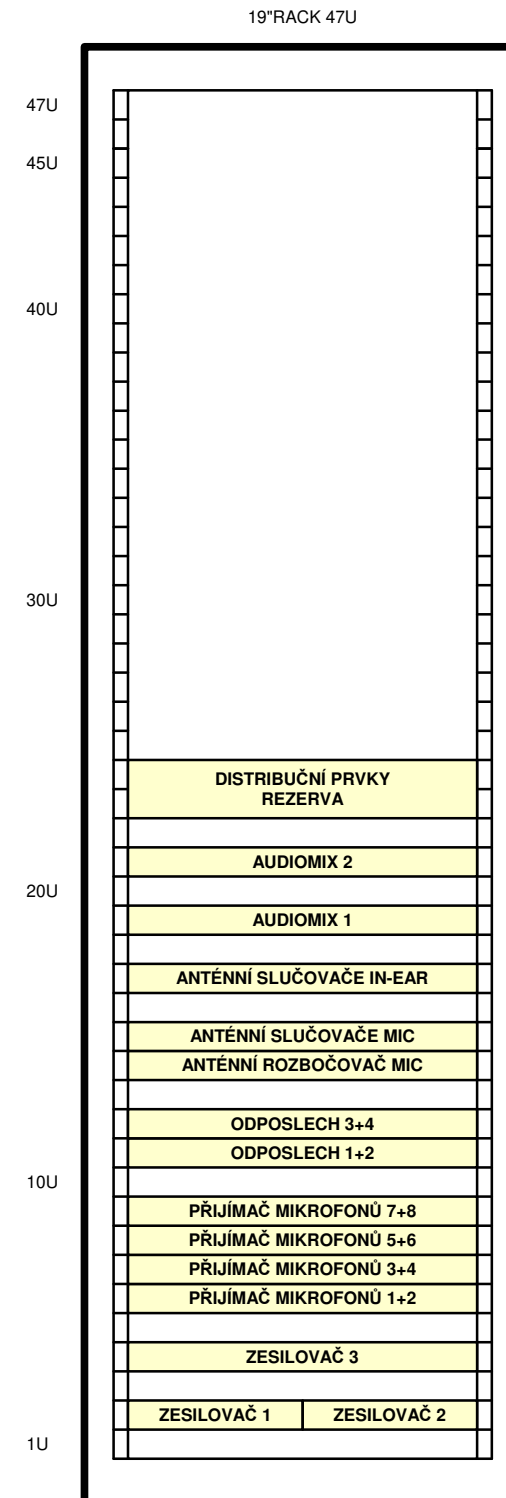 19"RACK 47U
47U
45U
40U
30U
DISTRIBUČNÍ PRVKY
REZERVA
AUDIOMIX 2
20U
AUDIOMIX 1
ANTÉNNÍ SLUČOVAČE IN-EAR
ANTÉNNÍ SLUČOVAČE MIC
ANTÉNNÍ ROZBOČOVAČ MIC
ODPOSLECH 3+4
ODPOSLECH 1+2
10U
PŘIJÍMAČ MIKROFONŮ 7+8
PŘIJÍMAČ MIKROFONŮ 5+6
PŘIJÍMAČ MIKROFONŮ 3+4
PŘIJÍMAČ MIKROFONŮ 1+2
ZESILOVAČ 3
ZESILOVAČ 1 ZESILOVAČ 2
1U